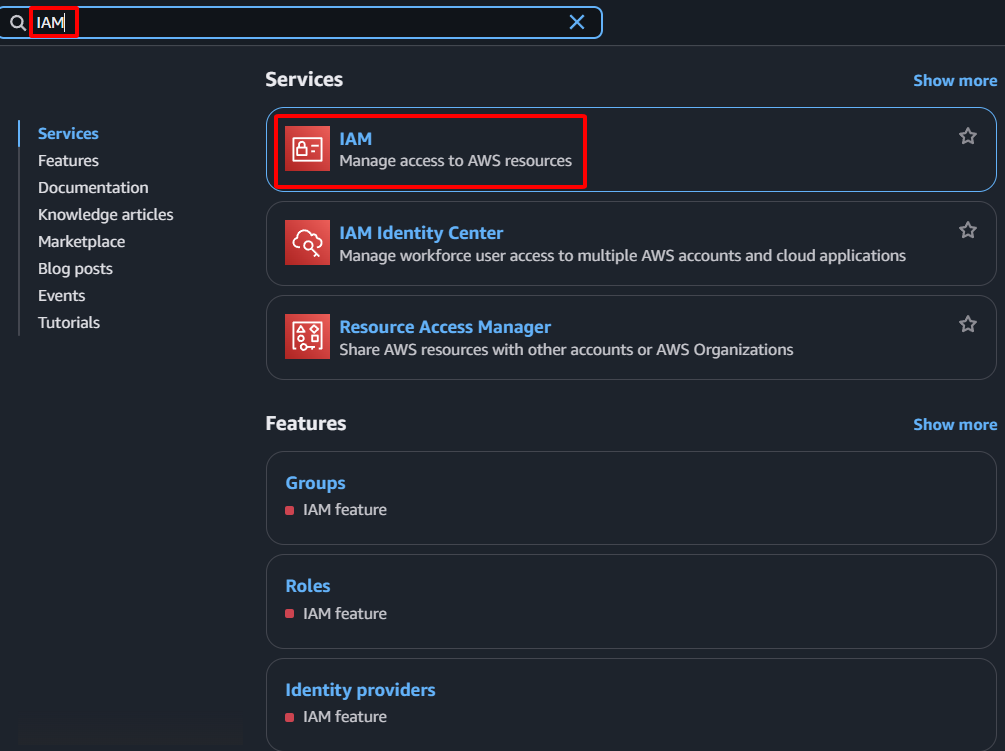 IAM
Services
Features
Documentation
Knowledge articles
Marketplace
Blog posts
Events
Tutorials
Services
Show more
IAM
Manage access to AWS resources
IAM Identity Center
Manage workforce user access to multiple AWS accounts and cloud applications
Resource Access Manager
Share AWS resources with other accounts or AWS Organizations
Features
Show more
Groups
IAM feature
Roles
IAM feature
Identity providers
IAM feature